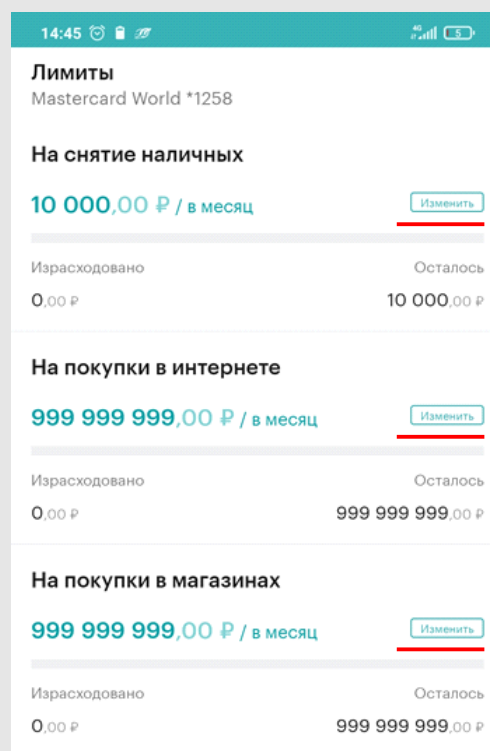 14:45 4G 5
Лимиты
Mastercard World *1258
На снятие наличных
10 000,00 ₽ / в месяц Изменить
Израсходовано Осталось
0,00 ₽ 10 000,00 ₽
На покупки в интернете
999 999 999,00 ₽ / в месяц Изменить
Израсходовано Осталось
0,00 ₽ 999 999 999,00 ₽
На покупки в магазинах
999 999 999,00 ₽ / в месяц Изменить
Израсходовано Осталось
0,00 ₽ 999 999 999,00 ₽